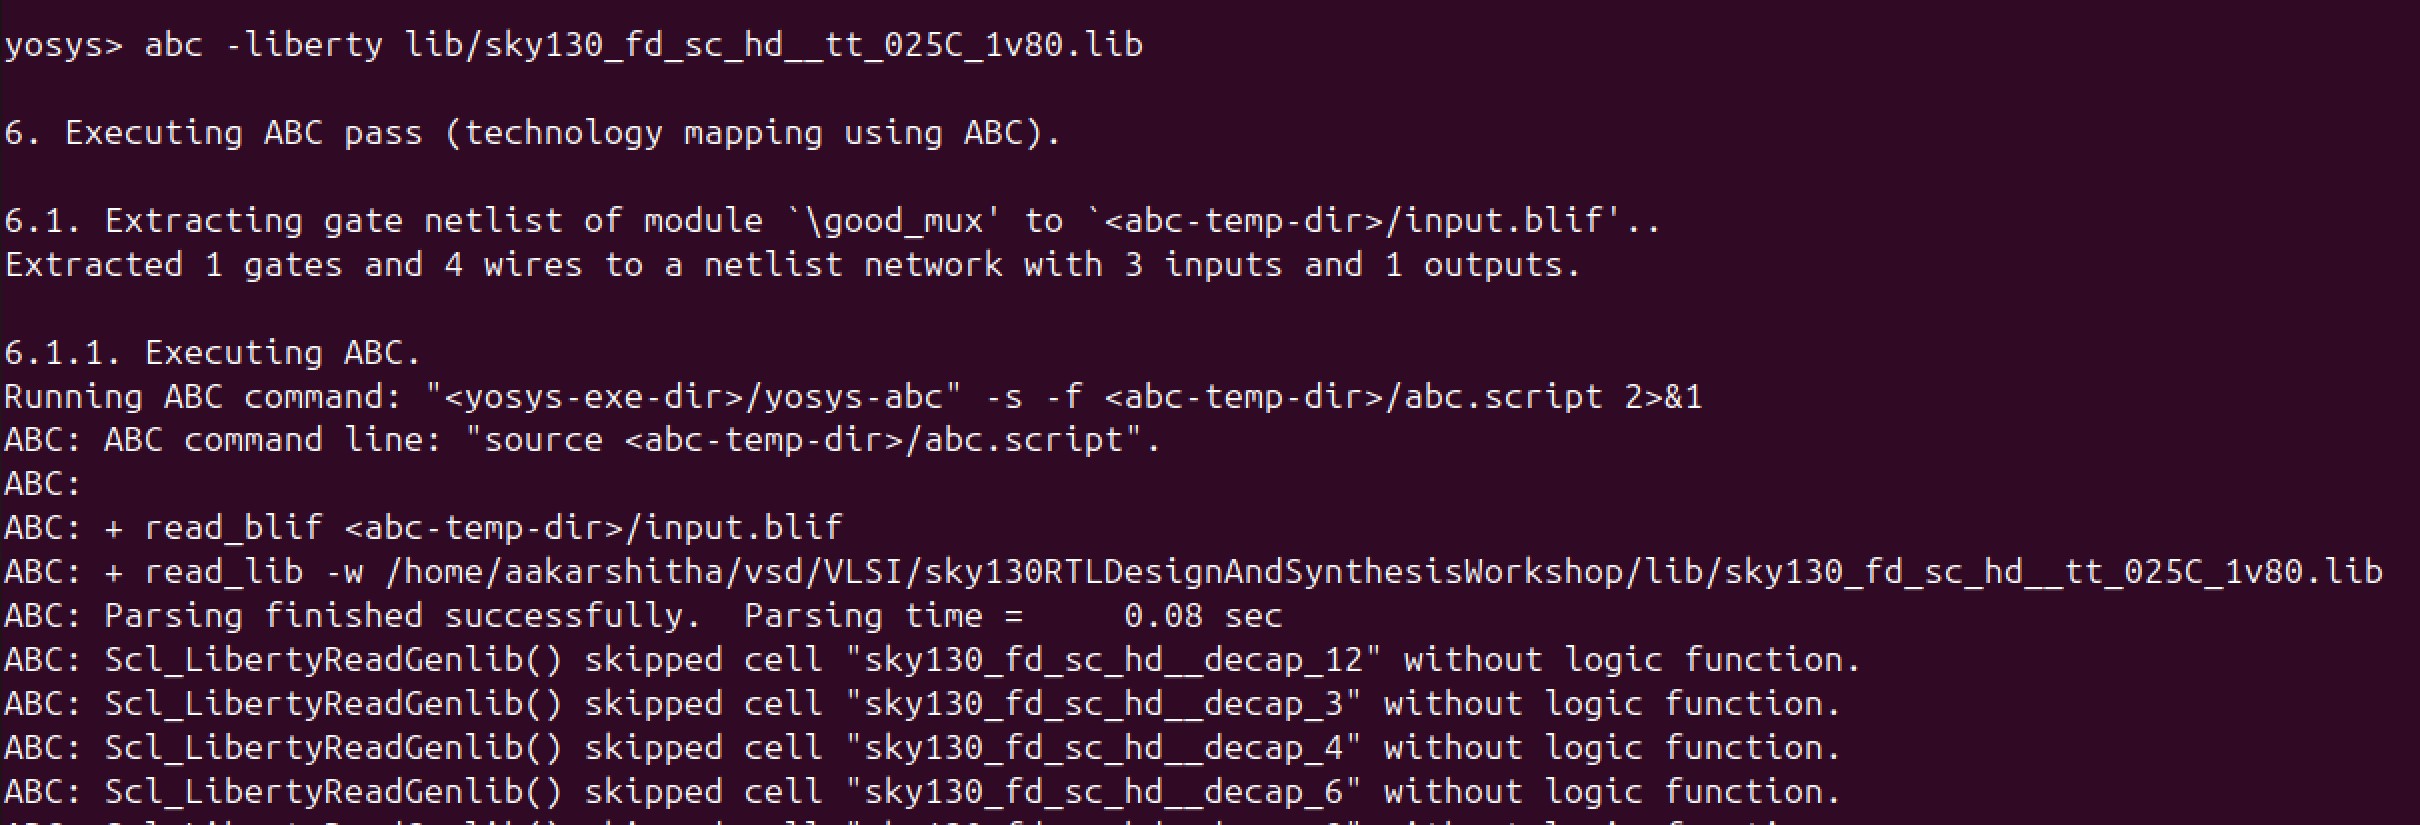 yosys> abc -liberty lib/sky130_fd_sc_hd__tt_025C_1v80.lib
6. Executing ABC pass (technology mapping using ABC).
6.1. Extracting gate netlist of module `\good_mux' to `<abc-temp-dir>/input.blif'..
Extracted 1 gates and 4 wires to a netlist network with 3 inputs and 1 outputs.
6.1.1. Executing ABC.
Running ABC command: "<yosys-exe-dir>/yosys-abc" -s -f <abc-temp-dir>/abc.script 2>&1
ABC: ABC command line: "source <abc-temp-dir>/abc.script".
ABC:
ABC: + read_blif <abc-temp-dir>/input.blif
ABC: + read_lib -w /home/aakarshitha/vsd/VLSI/sky130RTLDesignAndSynthesisWorkshop/lib/sky130_fd_sc_hd__tt_025C_1v80.lib
ABC: Parsing finished successfully.  Parsing time =     0.08 sec
ABC: Scl_LibertyReadGenlib() skipped cell "sky130_fd_sc_hd__decap_12" without logic function.
ABC: Scl_LibertyReadGenlib() skipped cell "sky130_fd_sc_hd__decap_3" without logic function.
ABC: Scl_LibertyReadGenlib() skipped cell "sky130_fd_sc_hd__decap_4" without logic function.
ABC: Scl_LibertyReadGenlib() skipped cell "sky130_fd_sc_hd__decap_6" without logic function.